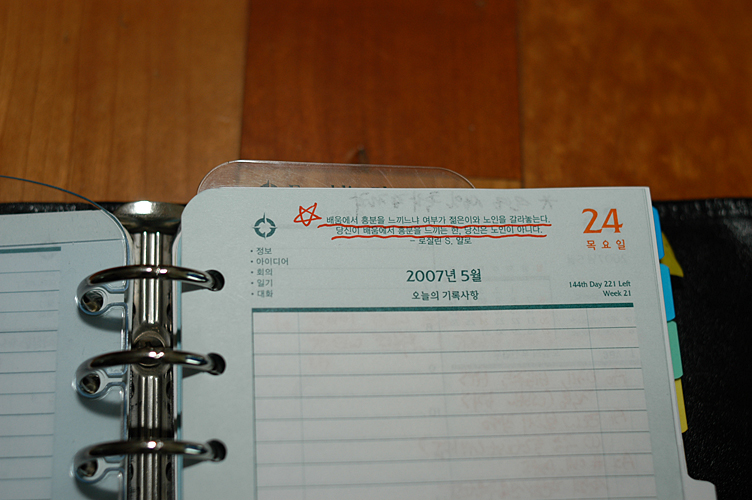 배움에서 흥분을 느끼느냐 여부가 젊은이와 노인을 갈라놓는다.
당신이 배움에서 흥분을 느끼는 한, 당신은 노인이 아니다.
- 로잘린 S. 얄로
24
목요일
• 정보
• 아이디어
• 회의
• 일기
• 대화
2007년 5월
오늘의 기록사항
144th Day 221 Left
Week 21